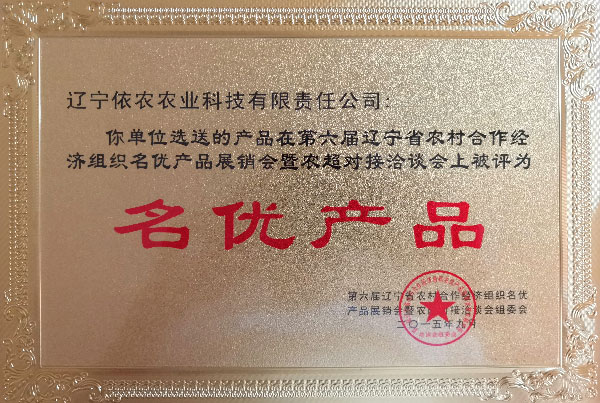 辽宁依农农业科技有限责任公司：
你单位选送的产品在第六届辽宁省农村合作经
济组织名优产品展销会暨农超对接洽谈会上被评为
名优产品
第六届辽宁省农村合作经济组织名优
产品展销会暨农超对接洽谈会组委会
二〇一五年九月